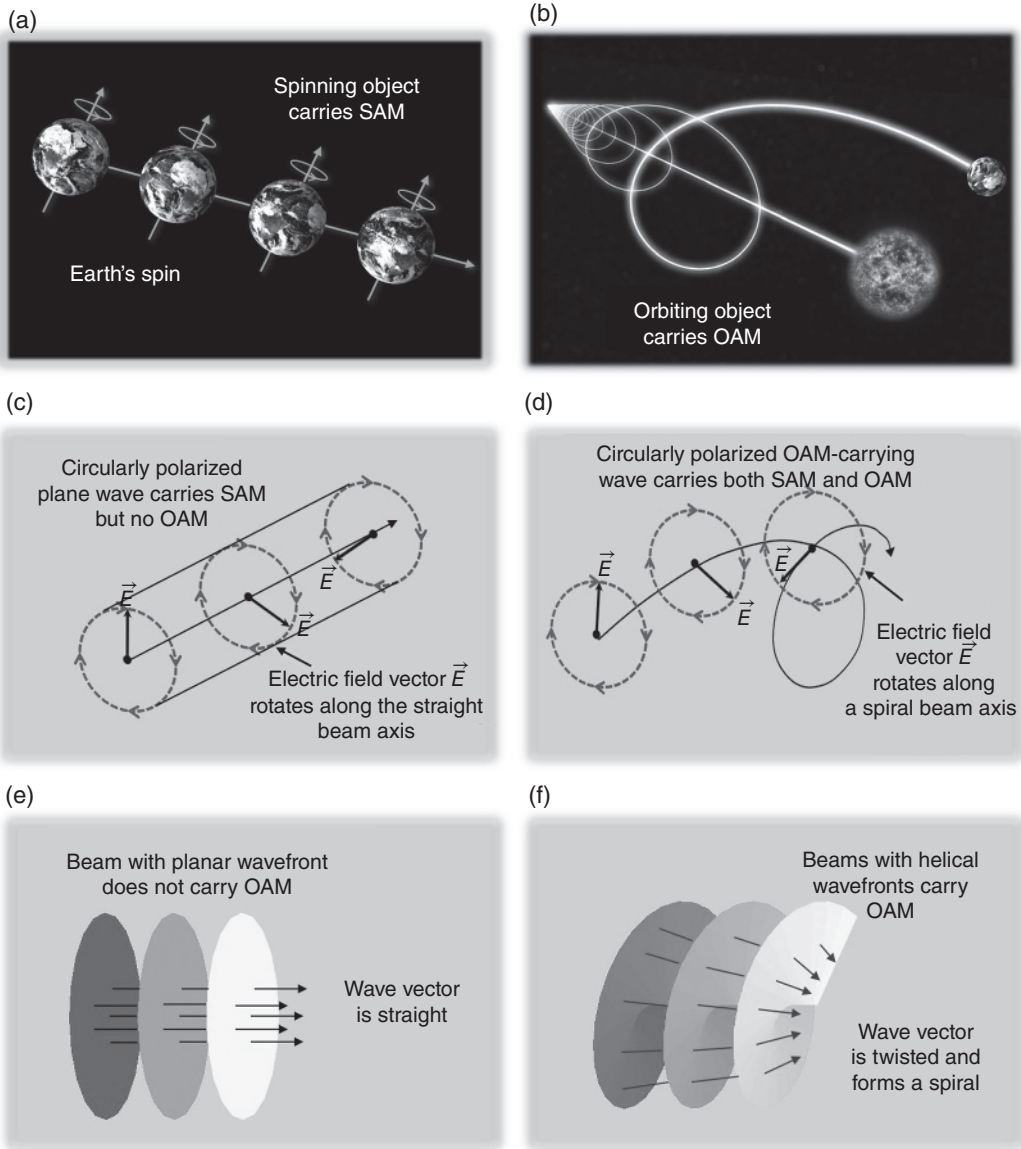 (a)
Spinning object
carries SAM
Earth's spin
(b)
Orbiting object
carries OAM
(c)
Circularly polarized
plane wave carries SAM
but no OAM
E
E
E
Electric field vector E
rotates along the straight
beam axis
(d)
Circularly polarized OAM-carrying
wave carries both SAM and OAM
E
E
E
Electric field
vector E
rotates along
a spiral beam axis
(e)
Beam with planar wavefront
does not carry OAM
Wave vector
is straight
(f)
Beams with helical
wavefronts carry
OAM
Wave vector
is twisted and
forms a spiral